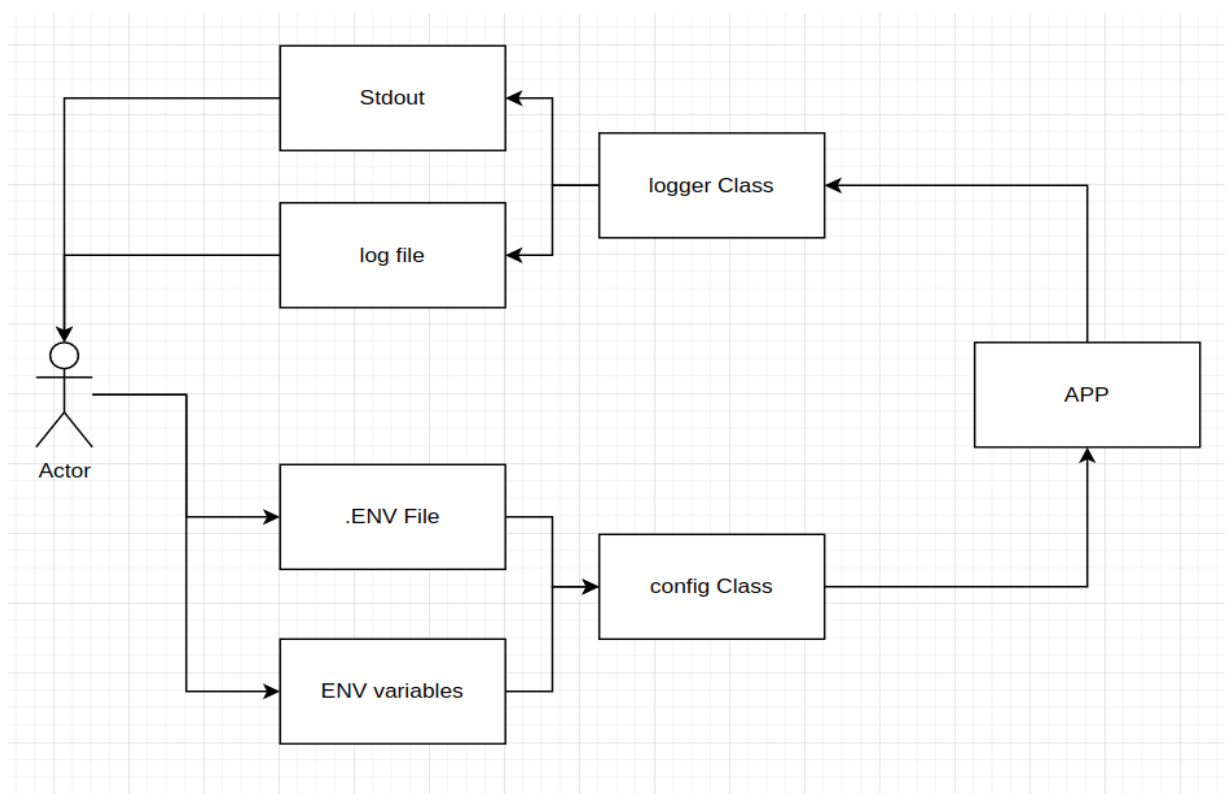 Stdout
logger Class
log file
APP
Actor
.ENV File
config Class
ENV variables